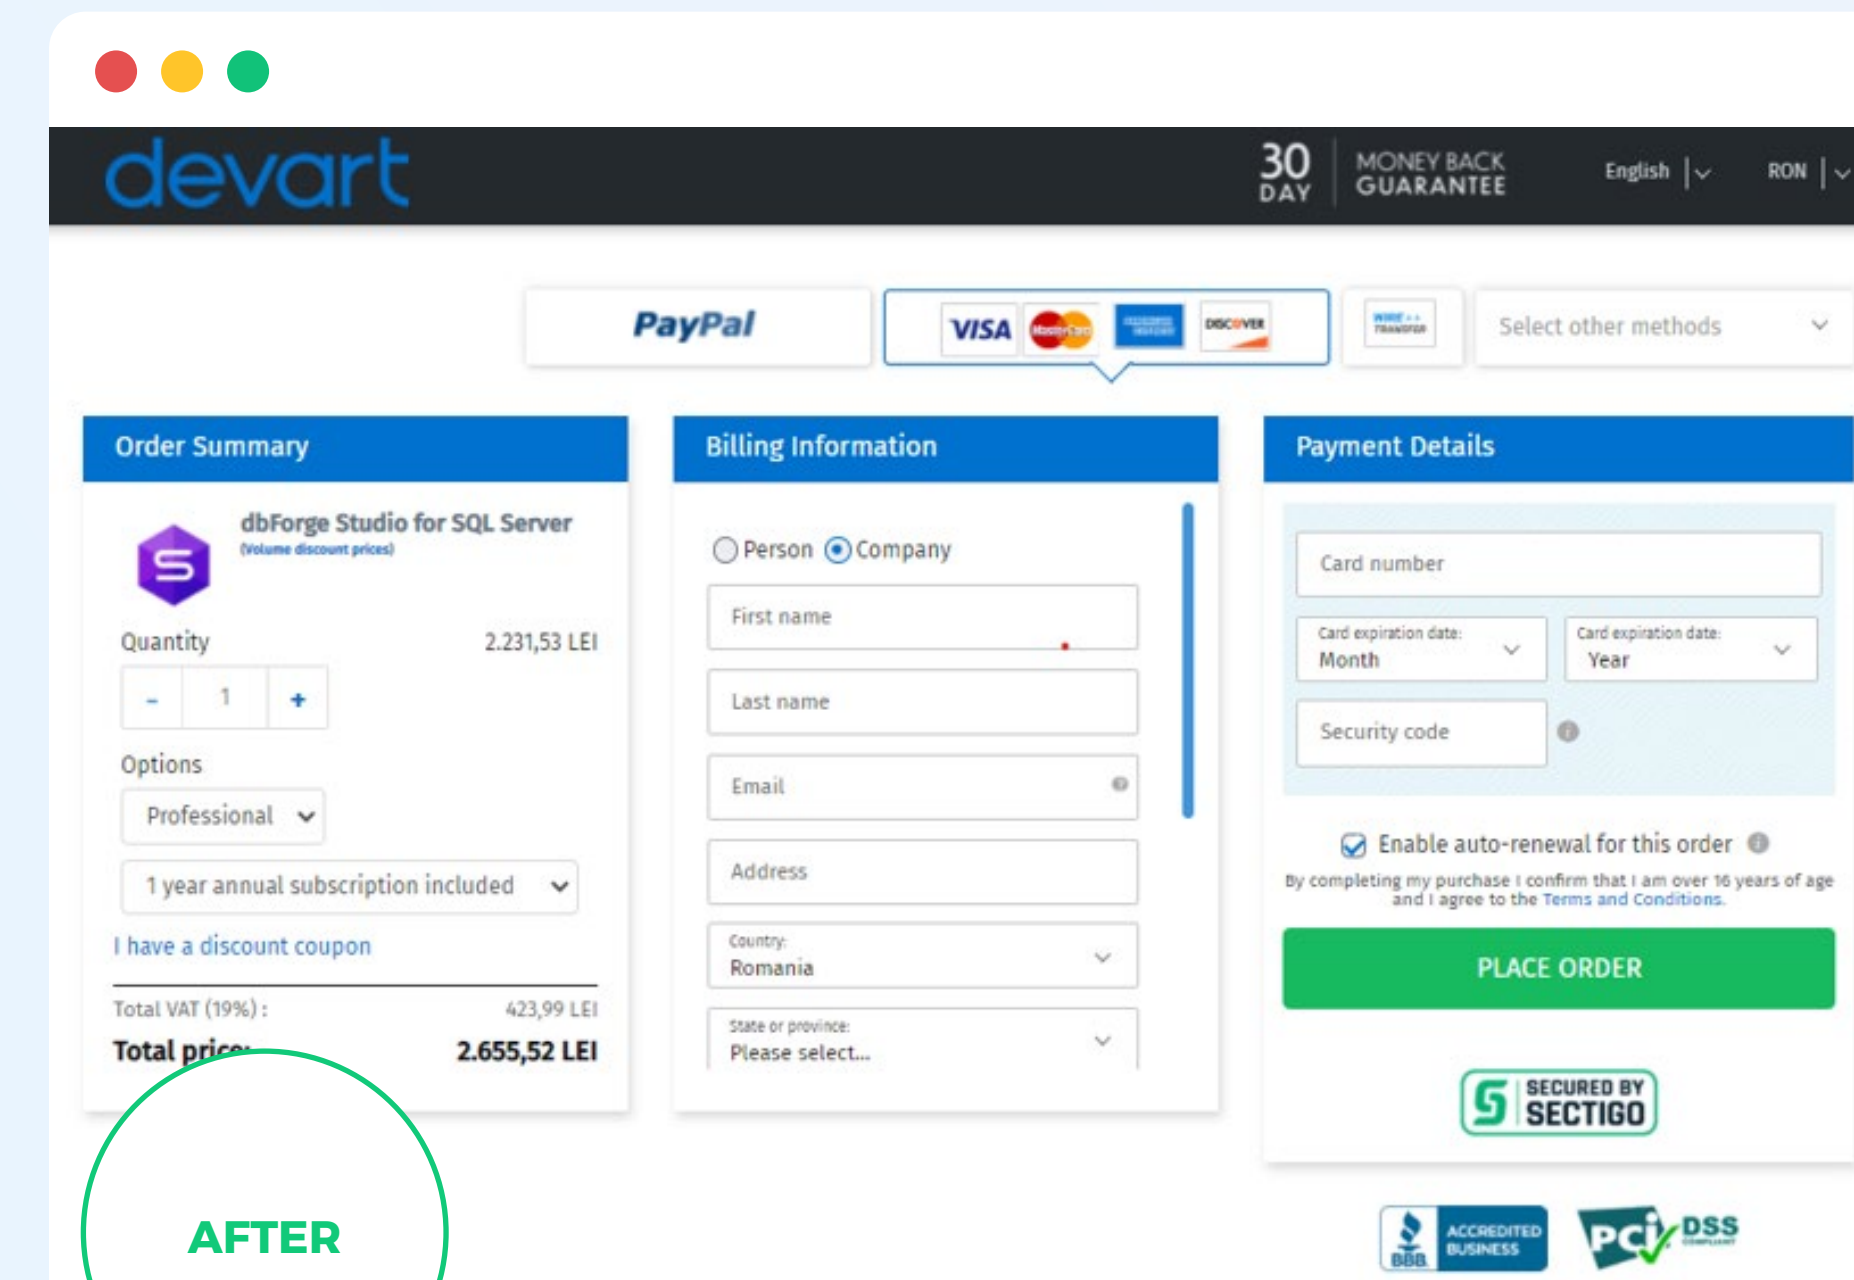 devart
30 DAY
MONEY BACK GUARANTEE
English
RON
PayPal
VISA
MasterCard
DISCOVER
WIRE TRANSFER
Select other methods
Order Summary
dbForge Studio for SQL Server
(Volume discount prices)
Quantity
2.231,53 LEI
- 1 +
Options
Professional
1 year annual subscription included
I have a discount coupon
Total VAT (19%) :
423,99 LEI
Total price:
2.655,52 LEI
AFTER
Billing Information
Person
Company
First name
Last name
Email
Address
Country:
Romania
State or province:
Please select...
Payment Details
Card number
Card expiration date:
Month
Card expiration date:
Year
Security code
Enable auto-renewal for this order
By completing my purchase I confirm that I am over 16 years of age
and I agree to the Terms and Conditions.
PLACE ORDER
SECURED BY
SECTIGO
BBB
ACCREDITED
BUSINESS
PCI
DSS
COMPLIANT